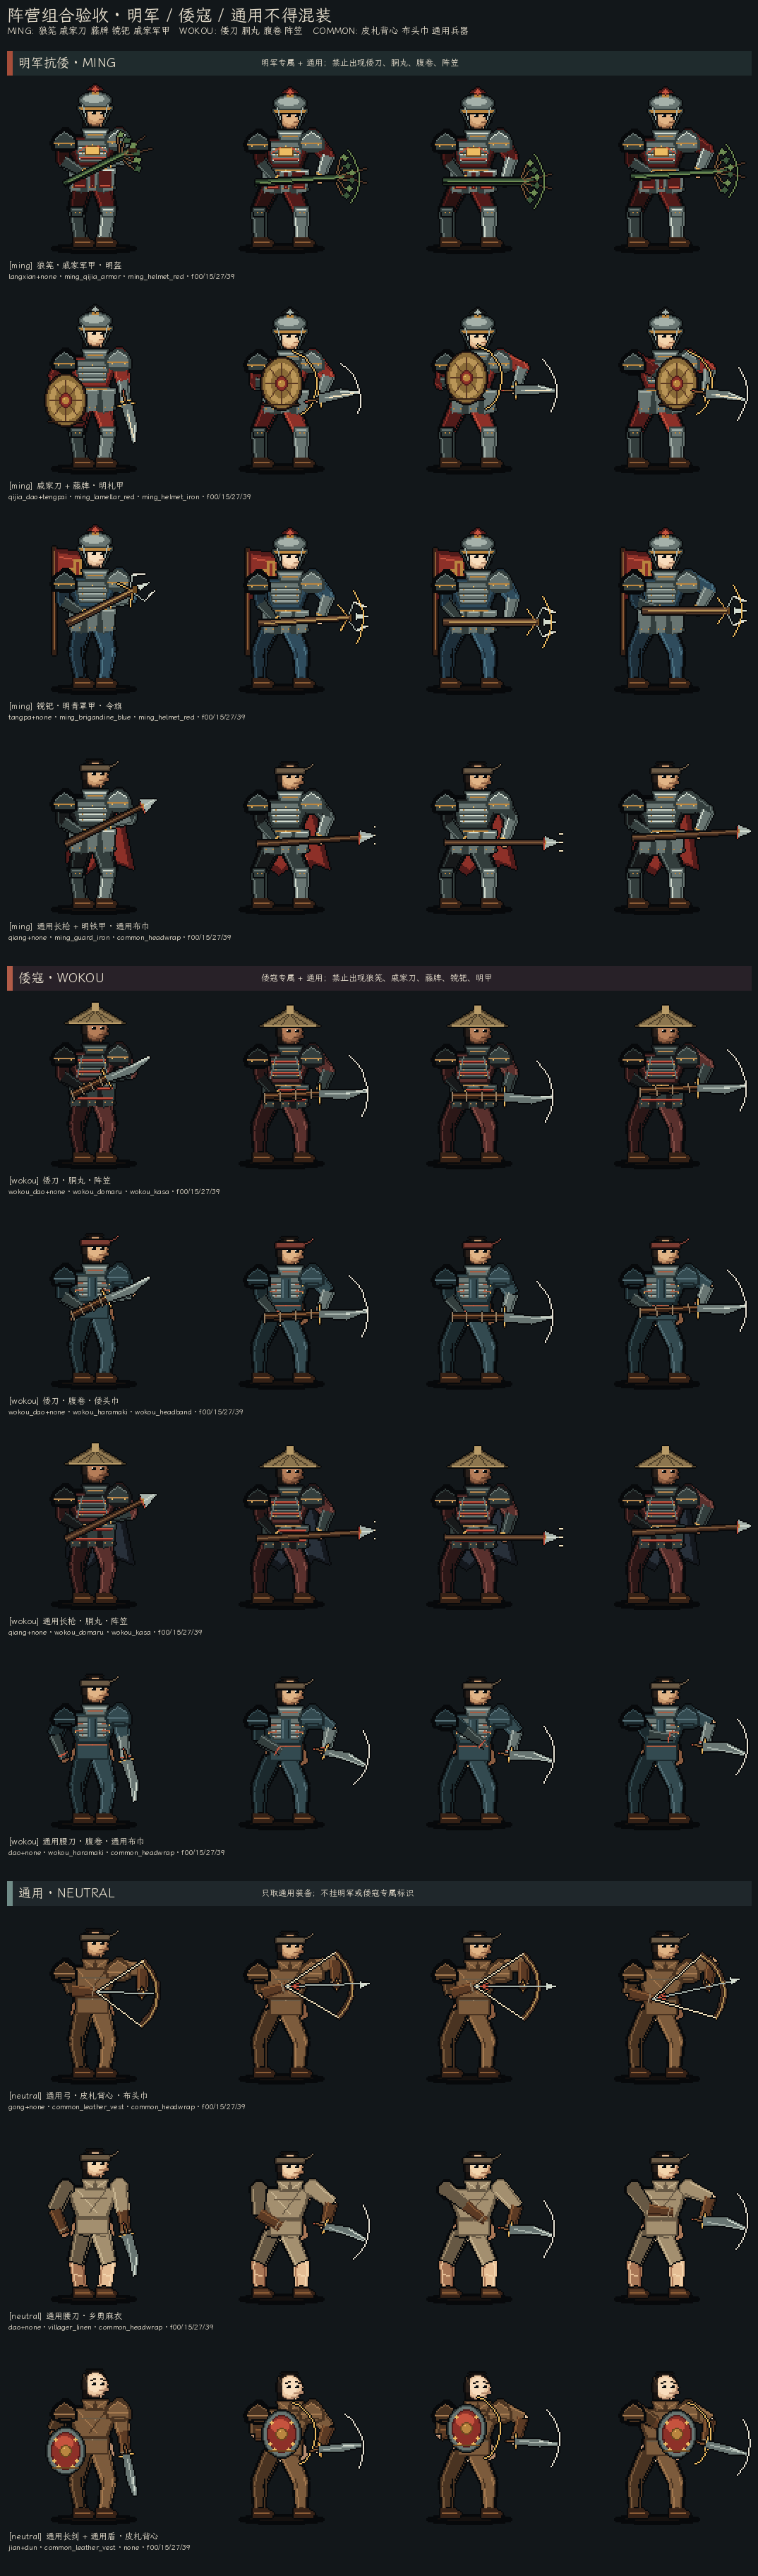 阵营组合验收・明军 / 倭寇 / 通用不得混装
MING: 狼筅 戚家刀 藤牌 镋钯 戚家军甲  WOKOU: 倭刀 胴丸 腹卷 阵笠  COMMON: 皮札背心 布头巾 通用兵器
明军抗倭・MING
明军专属 + 通用; 禁止出现倭刀、胴丸、腹卷、阵笠
[ming] 狼筅・戚家军甲・明盔
langxian+none・ming_qijia_armor・ming_helmet_red・f00/15/27/39
[ming] 戚家刀 + 藤牌・明札甲
qijia_dao+tengpai・ming_lamellar_red・ming_helmet_iron・f00/15/27/39
[ming] 镋钯・明青罩甲・令旗
tangpa+none・ming_brigandine_blue・ming_helmet_red・f00/15/27/39
[ming] 通用长枪 + 明铁甲・通用布巾
qiang+none・ming_guard_iron・common_headwrap・f00/15/27/39
倭寇・WOKOU
倭寇专属 + 通用; 禁止出现狼筅、戚家刀、藤牌、镋钯、明甲
[wokou] 倭刀・胴丸・阵笠
wokou_dao+none・wokou_domaru・wokou_kasa・f00/15/27/39
[wokou] 倭刀・腹卷・倭头巾
wokou_dao+none・wokou_haramaki・wokou_headband・f00/15/27/39
[wokou] 通用长枪・胴丸・阵笠
qiang+none・wokou_domaru・wokou_kasa・f00/15/27/39
[wokou] 通用腰刀・腹卷・通用布巾
dao+none・wokou_haramaki・common_headwrap・f00/15/27/39
通用・NEUTRAL
只取通用装备; 不挂明军或倭寇专属标识
[neutral] 通用弓・皮札背心・布头巾
gong+none・common_leather_vest・common_headwrap・f00/15/27/39
[neutral] 通用腰刀・乡勇麻衣
dao+none・villager_linen・common_headwrap・f00/15/27/39
[neutral] 通用长剑 + 通用盾・皮札背心
jian+dun・common_leather_vest・none・f00/15/27/39